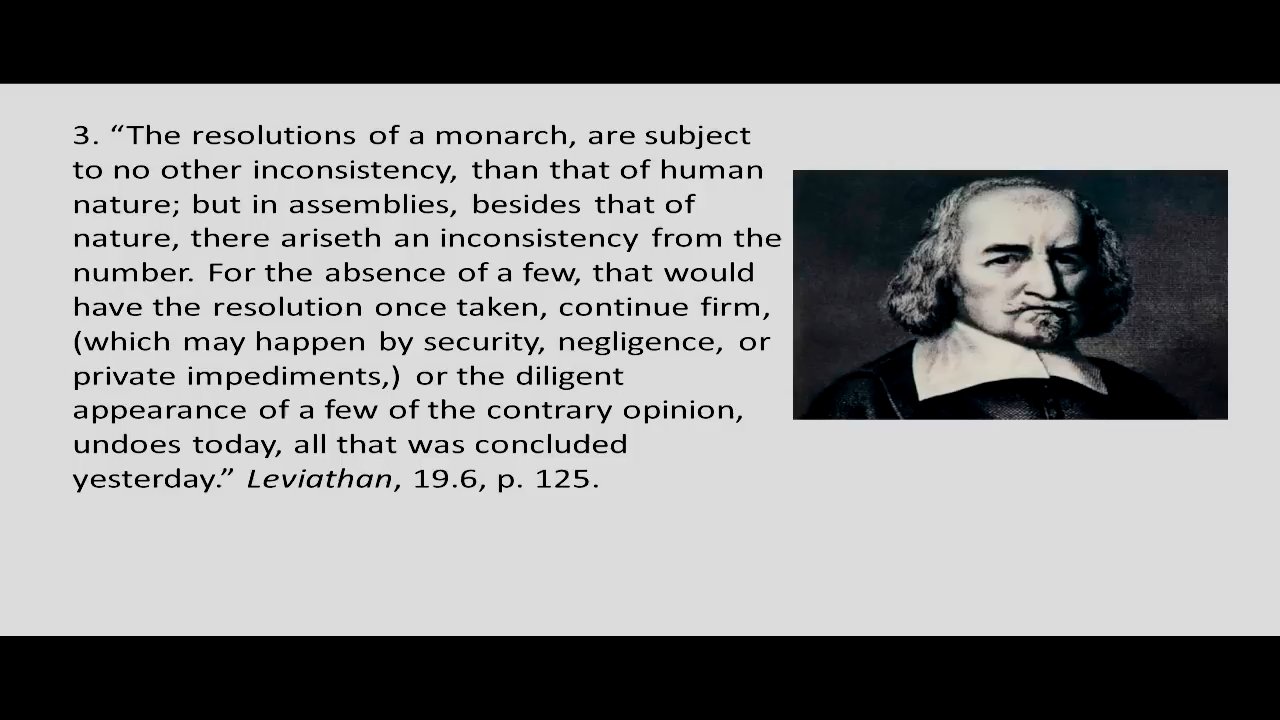 3. “The resolutions of a monarch, are subject
to no other inconsistency, than that of human
nature; but in assemblies, besides that of
nature, there ariseth an inconsistency from the
number. For the absence of a few, that would
have the resolution once taken, continue firm,
(which may happen by security, negligence, or
private impediments,) or the diligent
appearance of a few of the contrary opinion,
undoes today, all that was concluded
yesterday.” Leviathan, 19.6, p. 125.